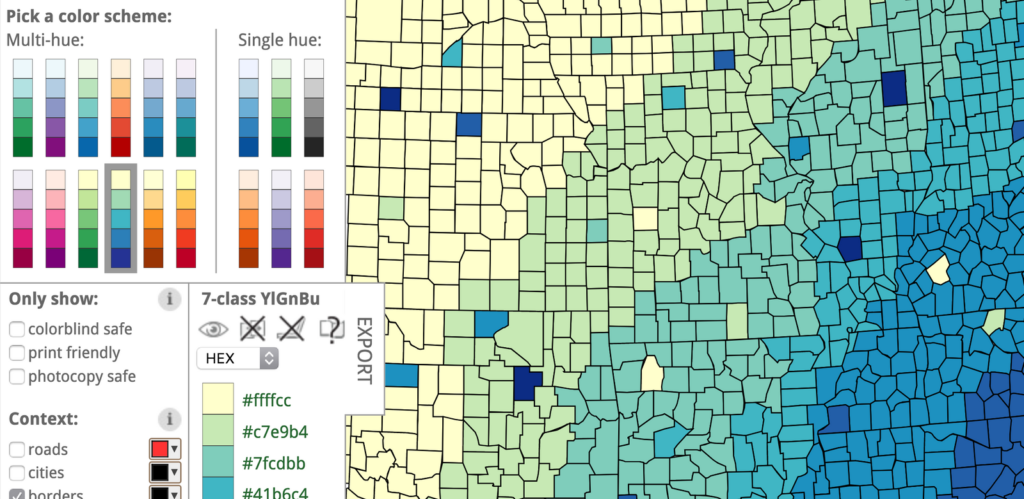 Pick a color scheme:
Multi-hue:
Single hue:
Only show:
i
colorblind safe
print friendly
photocopy safe
Context:
i
roads
cities
borders
7-class YlGnBu
?
HEX
EXPORT
#ffffcc
#c7e9b4
#7fcdbb
#41b6c4